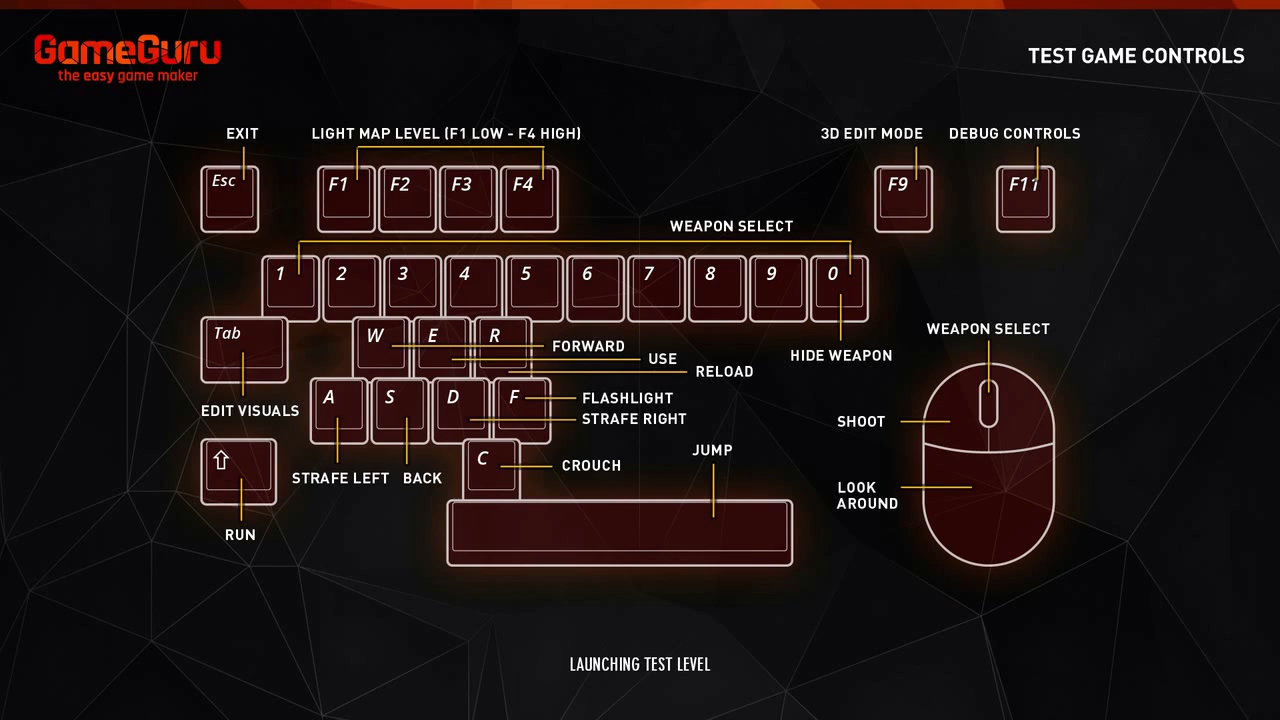 GameGuru
the easy game maker
TEST GAME CONTROLS
EXIT
LIGHT MAP LEVEL (F1 LOW - F4 HIGH)
3D EDIT MODE
DEBUG CONTROLS
Esc
F1
F2
F3
F4
F9
F11
WEAPON SELECT
1
2
3
4
5
6
7
8
9
0
Tab
W
E
R
FORWARD
USE
RELOAD
HIDE WEAPON
WEAPON SELECT
EDIT VISUALS
A
S
D
F
FLASHLIGHT
STRAFE RIGHT
SHOOT
STRAFE LEFT
BACK
C
CROUCH
JUMP
LOOK
AROUND
RUN
LAUNCHING TEST LEVEL